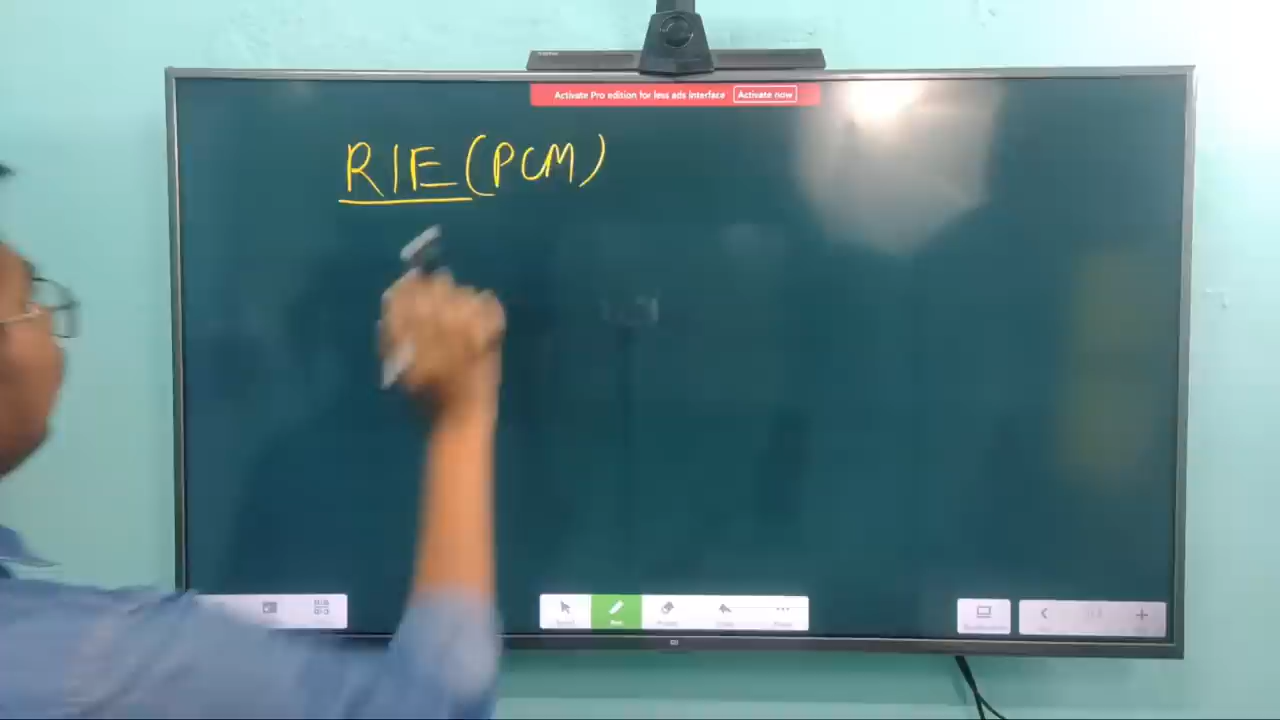 Activate Pro edition for less ads interface Activate now
RIE (PCM)